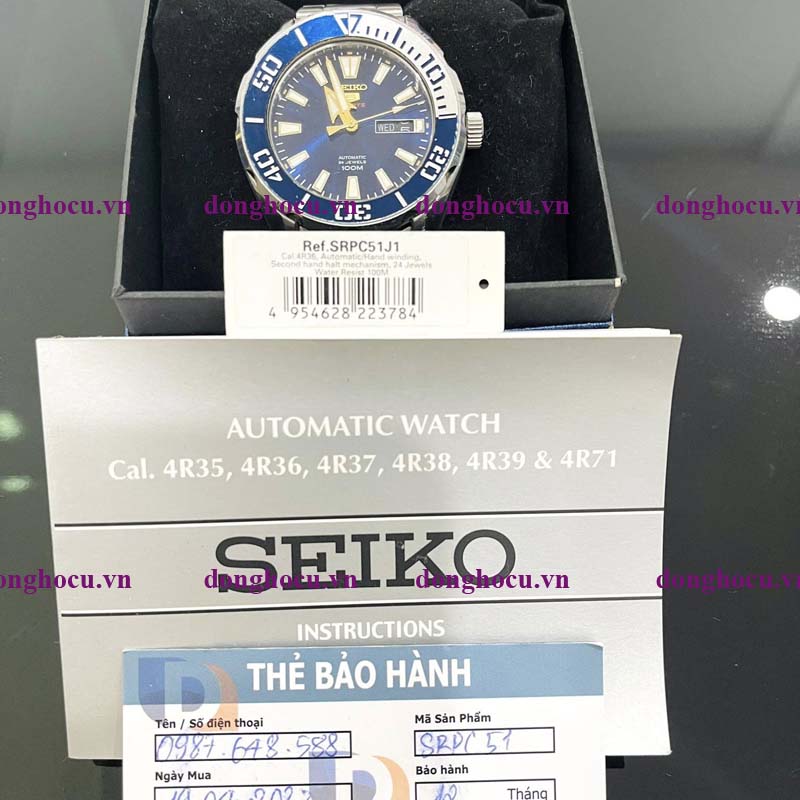 50
10
20
30
40
SEIKO
5
WED
AUTOMATIC
24 JEWELS
100M
donghocu.vn donghocu.vn donghocu.vn donghocu.vn
Ref.SRPC51J1
Cal.4R36, Automatic/Hand winding,
Second hand halt mechanism, 24 Jewels
Water Resist 100M
4 954628 223784
AUTOMATIC WATCH
Cal. 4R35, 4R36, 4R37, 4R38, 4R39 & 4R71
SEIKO
donghocu.vn donghocu.vn donghocu.vn donghocu.vn
INSTRUCTIONS
THẺ BẢO HÀNH
Tên / Số điện thoại
0987.648.588
Mã Sản Phẩm
SRPC51
Ngày Mua
Bảo hành
12 Tháng